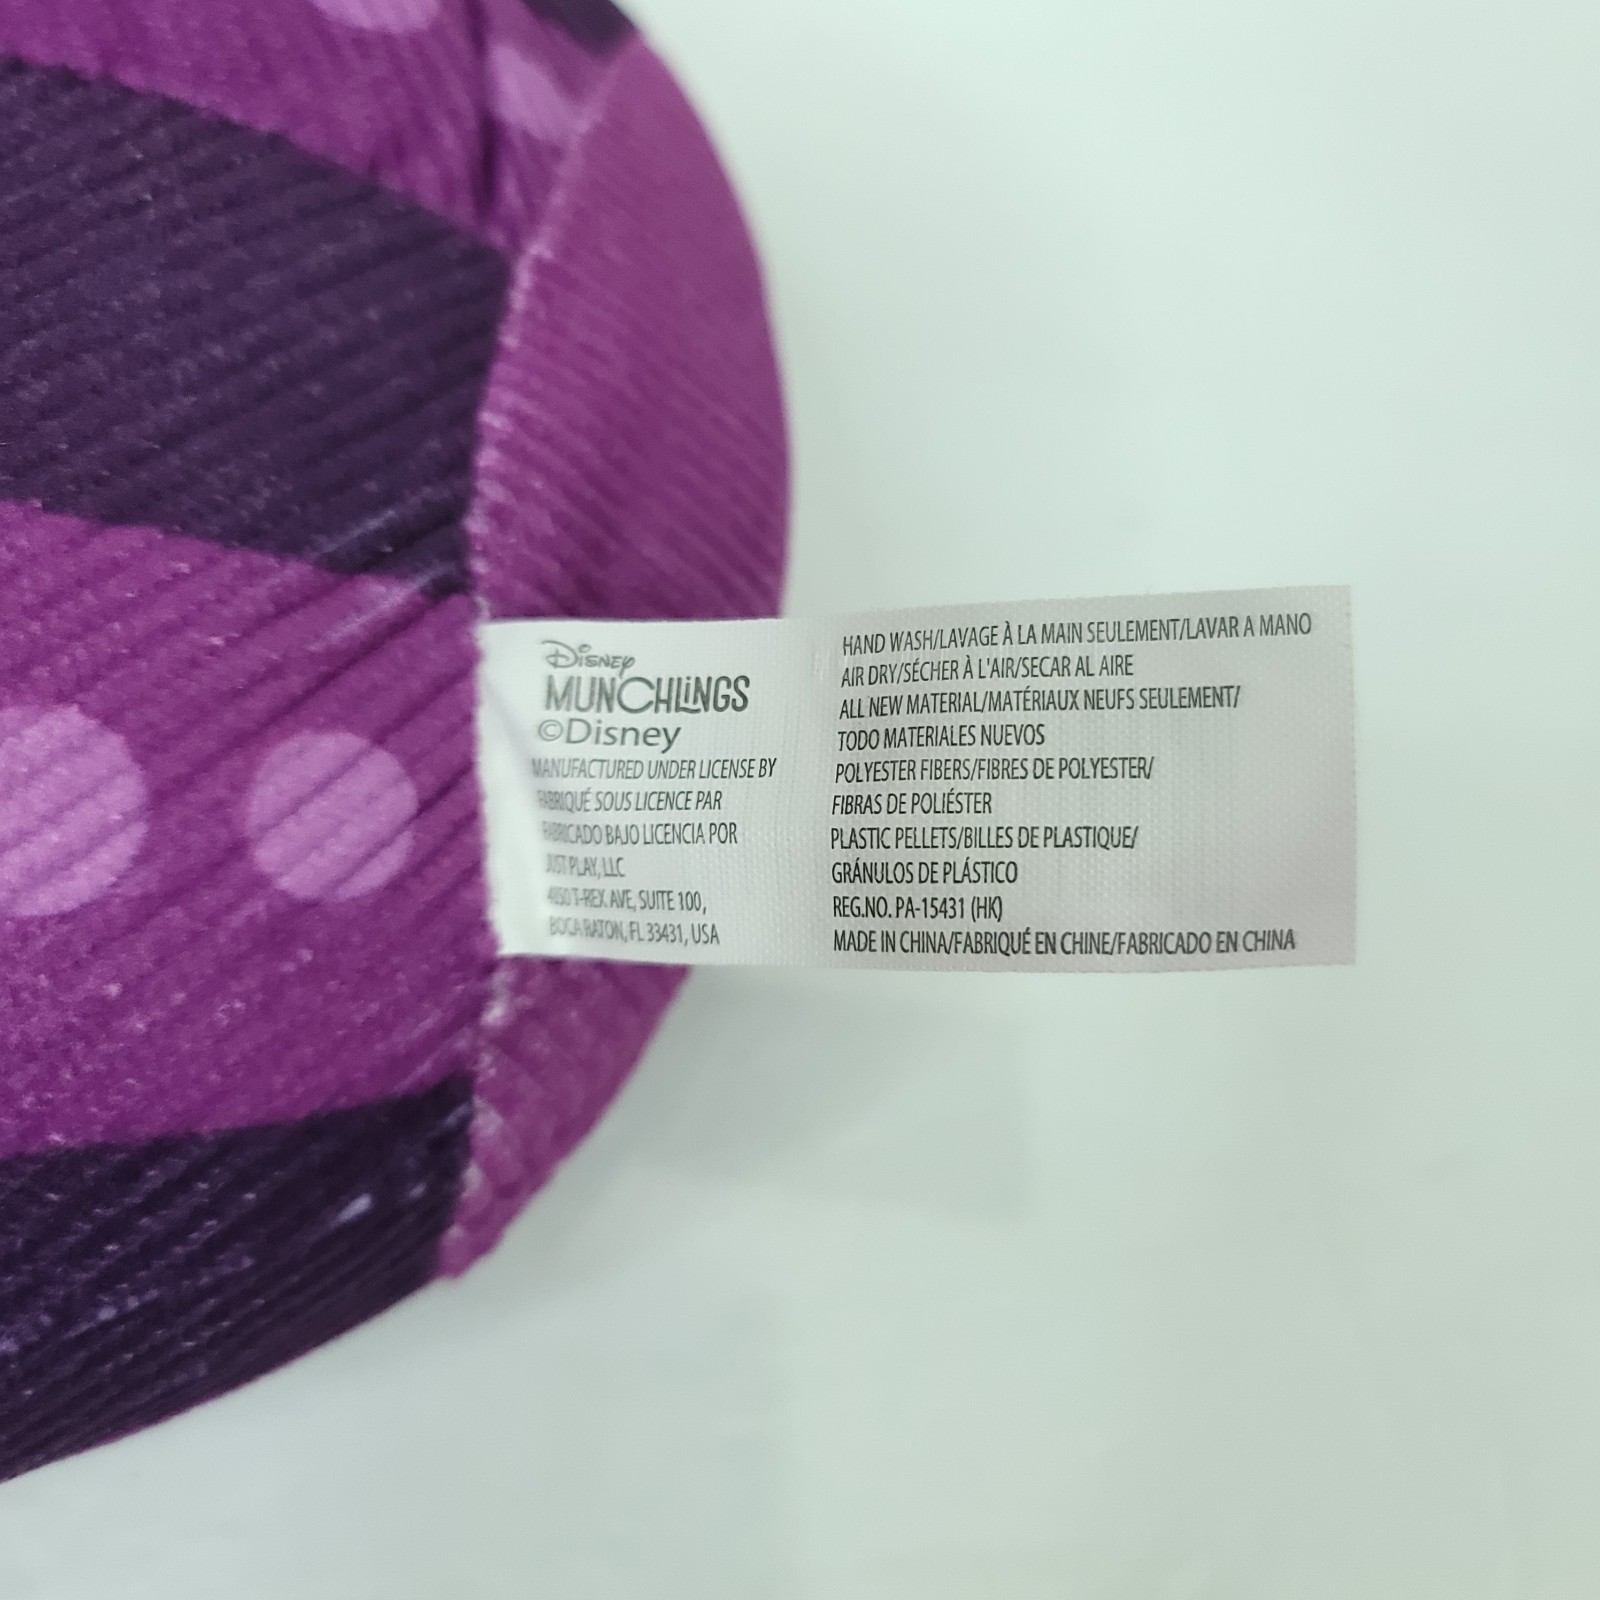 Disney
MUNCHLINGS
©Disney
MANUFACTURED UNDER LICENSE BY
FABRIQUÉ SOUS LICENCE PAR
FABRICADO BAJO LICENCIA POR
JUST PLAY, LLC
4850 T-REX AVE, SUITE 100,
BOCA RATON, FL 33431, USA
HAND WASH/LAVAGE À LA MAIN SEULEMENT/LAVAR A MANO
AIR DRY/SÉCHER À L'AIR/SECAR AL AIRE
ALL NEW MATERIAL/MATÉRIAUX NEUFS SEULEMENT/
TODO MATERIALES NUEVOS
POLYESTER FIBERS/FIBRES DE POLYESTER/
FIBRAS DE POLIÉSTER
PLASTIC PELLETS/BILLES DE PLASTIQUE/
GRÁNULOS DE PLÁSTICO
REG.NO. PA-15431 (HK)
MADE IN CHINA/FABRIQUÉ EN CHINE/FABRICADO EN CHINA